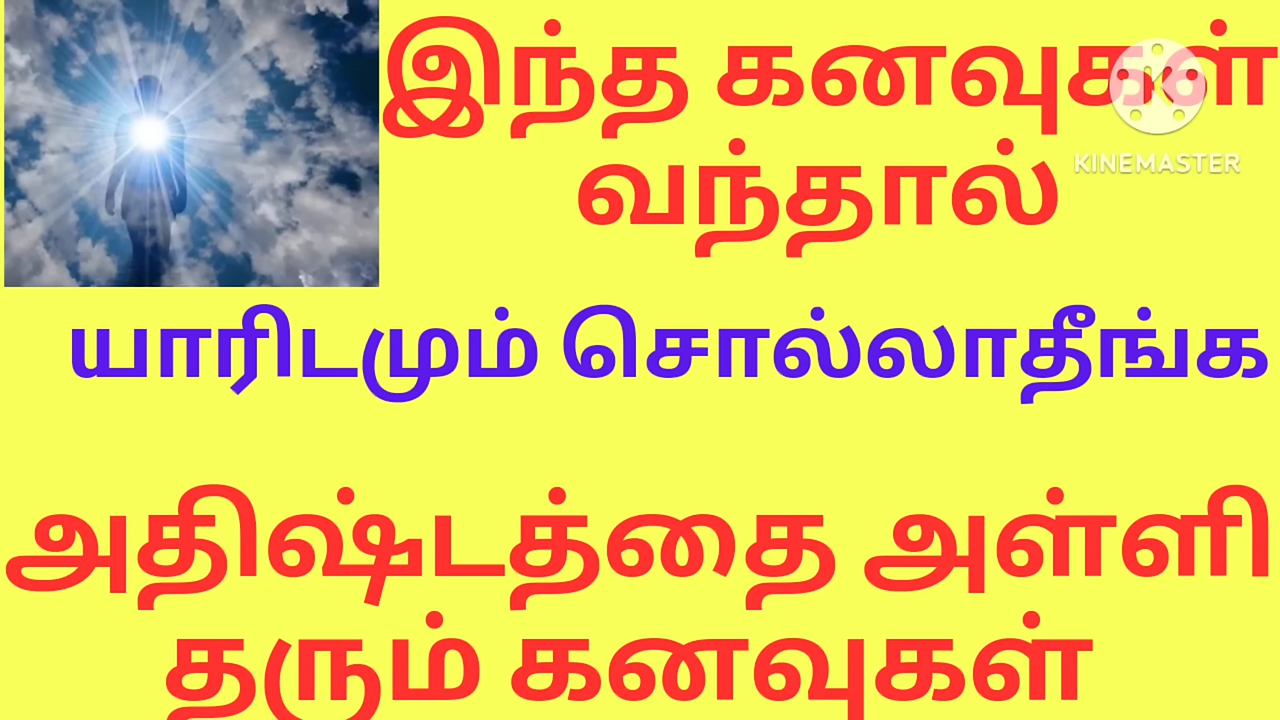 இந்த கனவுகள்
வந்தால்
KINEMASTER
யாரிடமும் சொல்லாதீங்க
அதிஷ்டத்தை அள்ளி
தரும் கனவுகள்